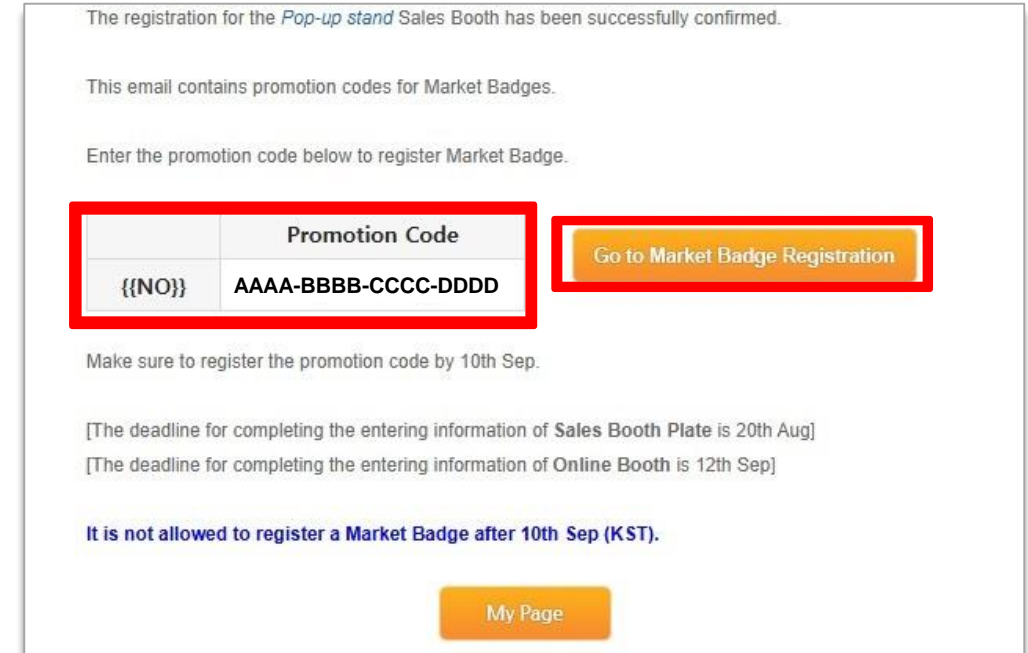 The registration for the Pop-up stand Sales Booth has been successfully confirmed.
This email contains promotion codes for Market Badges.
Enter the promotion code below to register Market Badge.
Promotion Code
{{NO}} AAAA-BBBB-CCCC-DDDD
Go to Market Badge Registration
Make sure to register the promotion code by 10th Sep.
[The deadline for completing the entering information of Sales Booth Plate is 20th Aug]
[The deadline for completing the entering information of Online Booth is 12th Sep]
It is not allowed to register a Market Badge after 10th Sep (KST).
My Page